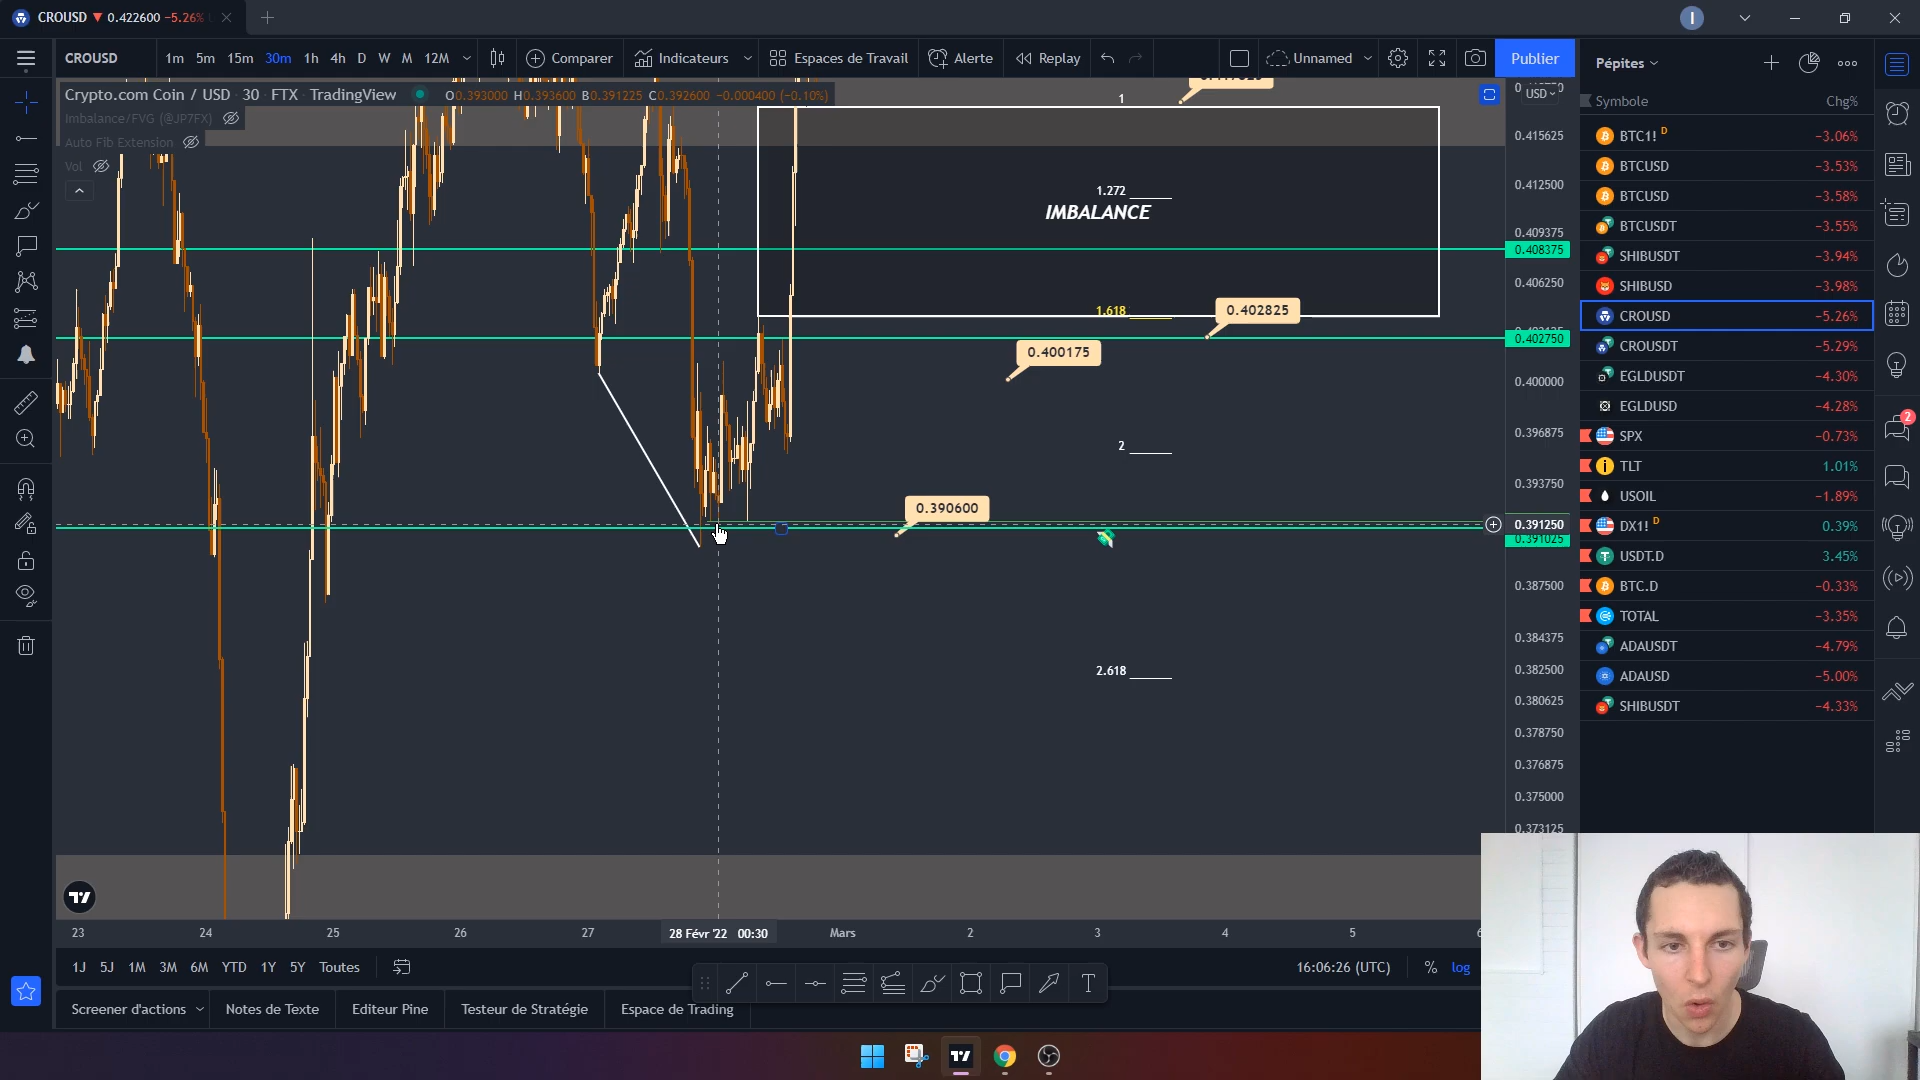 CROUSD ▼ 0.422600 −5.26%
I
CROUSD 1m 5m 15m 30m 1h 4h D W M 12M Comparer Indicateurs Espaces de Travail Alerte Replay Unnamed Publier
Crypto.com Coin / USD · 30 · FTX · TradingView O0.393000 H0.393600 B0.391225 C0.392600 −0.000400 (−0.10%)
Imbalance/FVG (@JP7FX)
Auto Fib Extension
Vol
1
1.272
IMBALANCE
1.618
0.402825
0.400175
2
0.390600
2.618
USD
0.415625
0.412500
0.409375
0.408375
0.406250
0.402750
0.400000
0.396875
0.393750
0.391250
0.391025
0.387500
0.384375
0.382500
0.380625
0.378750
0.376875
0.375000
0.373125
23 24 25 26 27 28 Févr '22 00:30 Mars 2 3 4 5
1J 5J 1M 3M 6M YTD 1Y 5Y Toutes
16:06:26 (UTC) % log
Screener d'actions Notes de Texte Editeur Pine Testeur de Stratégie Espace de Trading
Pépites
Symbole Chg%
BTC1! D −3.06%
BTCUSD −3.53%
BTCUSD −3.58%
BTCUSDT −3.55%
SHIBUSDT −3.94%
SHIBUSD −3.98%
CROUSD −5.26%
CROUSDT −5.29%
EGLDUSDT −4.30%
EGLDUSD −4.28%
SPX −0.73%
TLT 1.01%
USOIL −1.89%
DX1! D 0.39%
USDT.D 3.45%
BTC.D −0.33%
TOTAL −3.35%
ADAUSDT −4.79%
ADAUSD −5.00%
SHIBUSDT −4.33%
2